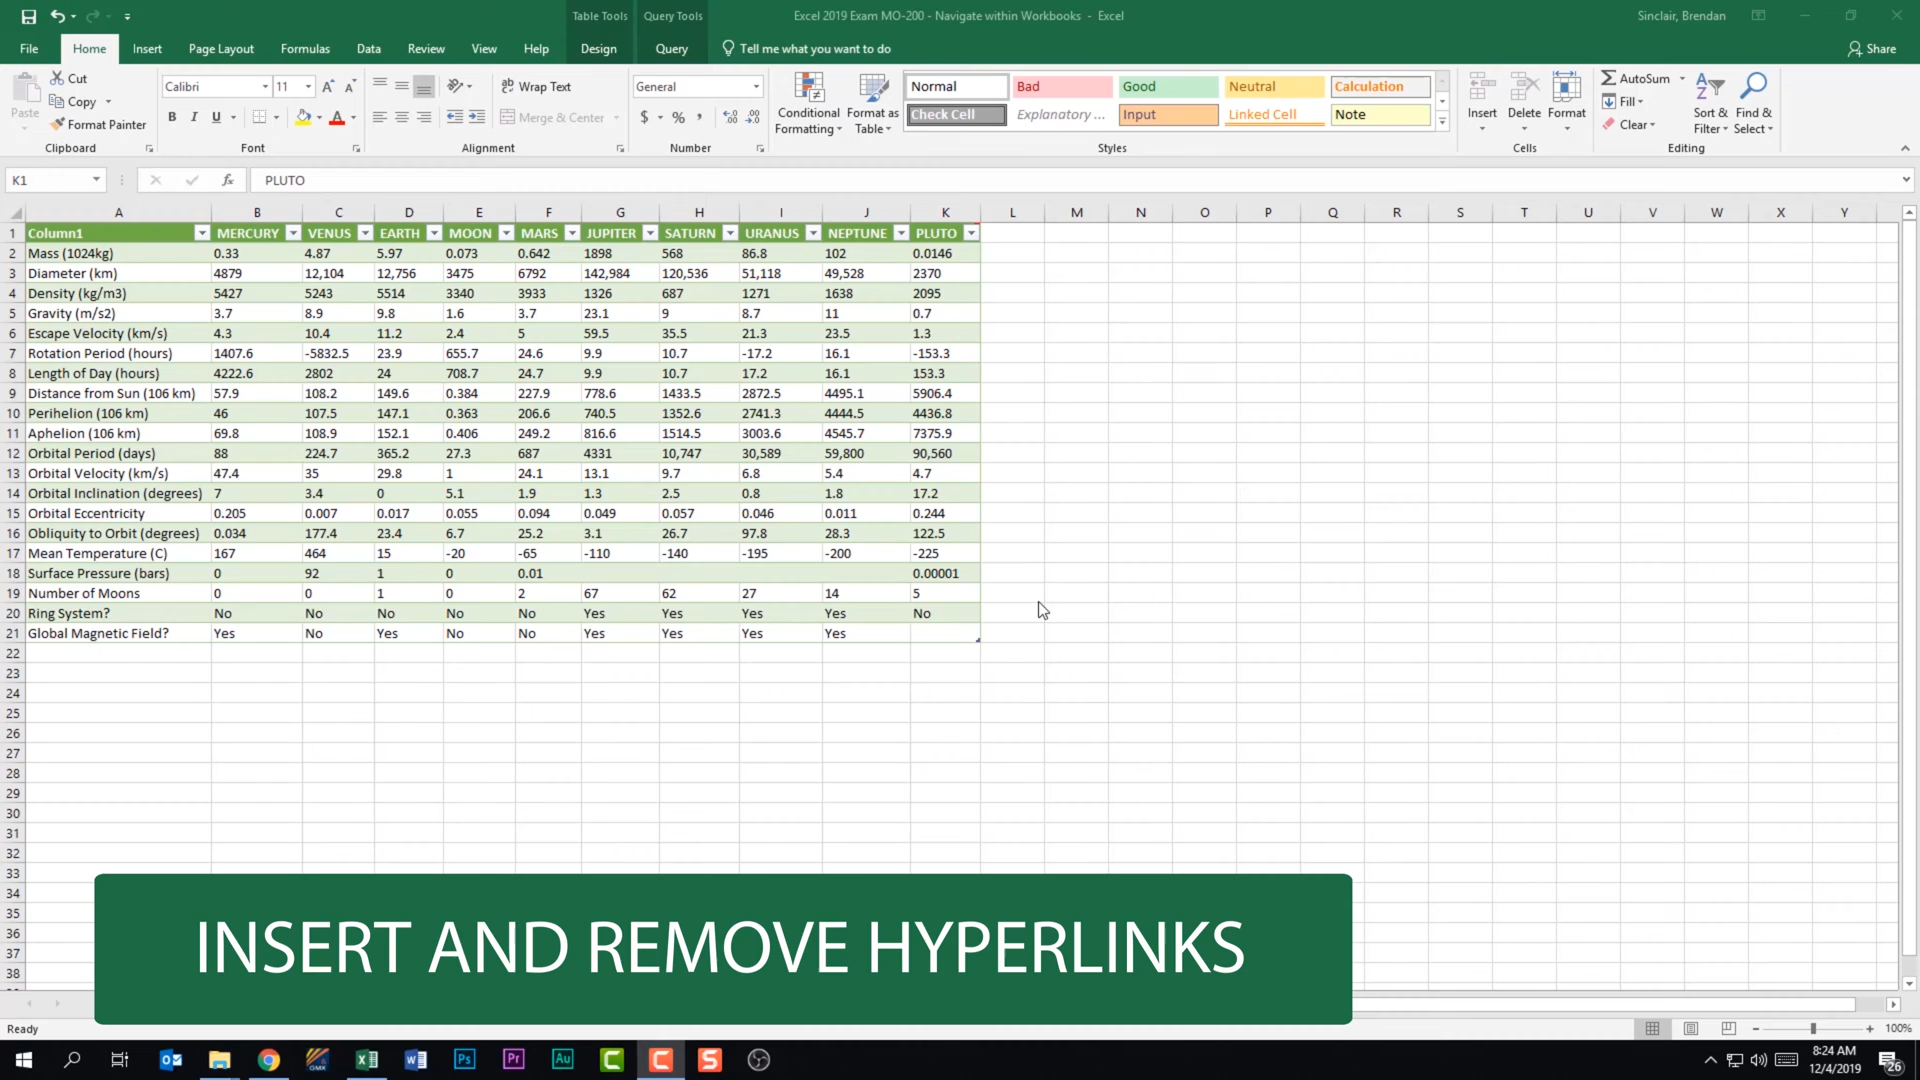 Table Tools Query Tools Excel 2019 Exam MO-200 - Navigate within Workbooks - Excel Sinclair, Brendan
File Home Insert Page Layout Formulas Data Review View Help Design Query Tell me what you want to do Share
Paste Cut Copy Format Painter Clipboard
Calibri 11 B I U Font
Wrap Text Merge & Center Alignment
General $ % , Number
Conditional Formatting Format as Table
Normal Bad Good Neutral Calculation
Check Cell Explanatory ... Input Linked Cell Note
Styles
Insert Delete Format Cells
AutoSum Fill Clear Sort & Filter Find & Select Editing
K1 fx PLUTO
A B C D E F G H I J K L M N O P Q R S T U V W X Y
1 Column1 MERCURY VENUS EARTH MOON MARS JUPITER SATURN URANUS NEPTUNE PLUTO
2 Mass (1024kg) 0.33 4.87 5.97 0.073 0.642 1898 568 86.8 102 0.0146
3 Diameter (km) 4879 12,104 12,756 3475 6792 142,984 120,536 51,118 49,528 2370
4 Density (kg/m3) 5427 5243 5514 3340 3933 1326 687 1271 1638 2095
5 Gravity (m/s2) 3.7 8.9 9.8 1.6 3.7 23.1 9 8.7 11 0.7
6 Escape Velocity (km/s) 4.3 10.4 11.2 2.4 5 59.5 35.5 21.3 23.5 1.3
7 Rotation Period (hours) 1407.6 -5832.5 23.9 655.7 24.6 9.9 10.7 -17.2 16.1 -153.3
8 Length of Day (hours) 4222.6 2802 24 708.7 24.7 9.9 10.7 17.2 16.1 153.3
9 Distance from Sun (106 km) 57.9 108.2 149.6 0.384 227.9 778.6 1433.5 2872.5 4495.1 5906.4
10 Perihelion (106 km) 46 107.5 147.1 0.363 206.6 740.5 1352.6 2741.3 4444.5 4436.8
11 Aphelion (106 km) 69.8 108.9 152.1 0.406 249.2 816.6 1514.5 3003.6 4545.7 7375.9
12 Orbital Period (days) 88 224.7 365.2 27.3 687 4331 10,747 30,589 59,800 90,560
13 Orbital Velocity (km/s) 47.4 35 29.8 1 24.1 13.1 9.7 6.8 5.4 4.7
14 Orbital Inclination (degrees) 7 3.4 0 5.1 1.9 1.3 2.5 0.8 1.8 17.2
15 Orbital Eccentricity 0.205 0.007 0.017 0.055 0.094 0.049 0.057 0.046 0.011 0.244
16 Obliquity to Orbit (degrees) 0.034 177.4 23.4 6.7 25.2 3.1 26.7 97.8 28.3 122.5
17 Mean Temperature (C) 167 464 15 -20 -65 -110 -140 -195 -200 -225
18 Surface Pressure (bars) 0 92 1 0 0.01 0.00001
19 Number of Moons 0 0 1 0 2 67 62 27 14 5
20 Ring System? No No No No No Yes Yes Yes Yes No
21 Global Magnetic Field? Yes No Yes No No Yes Yes Yes Yes
22
23
24
25
26
27
28
29
30
31
32
33
34
35
36
37
38
INSERT AND REMOVE HYPERLINKS
Ready 100%
8:24 AM
12/4/2019 26